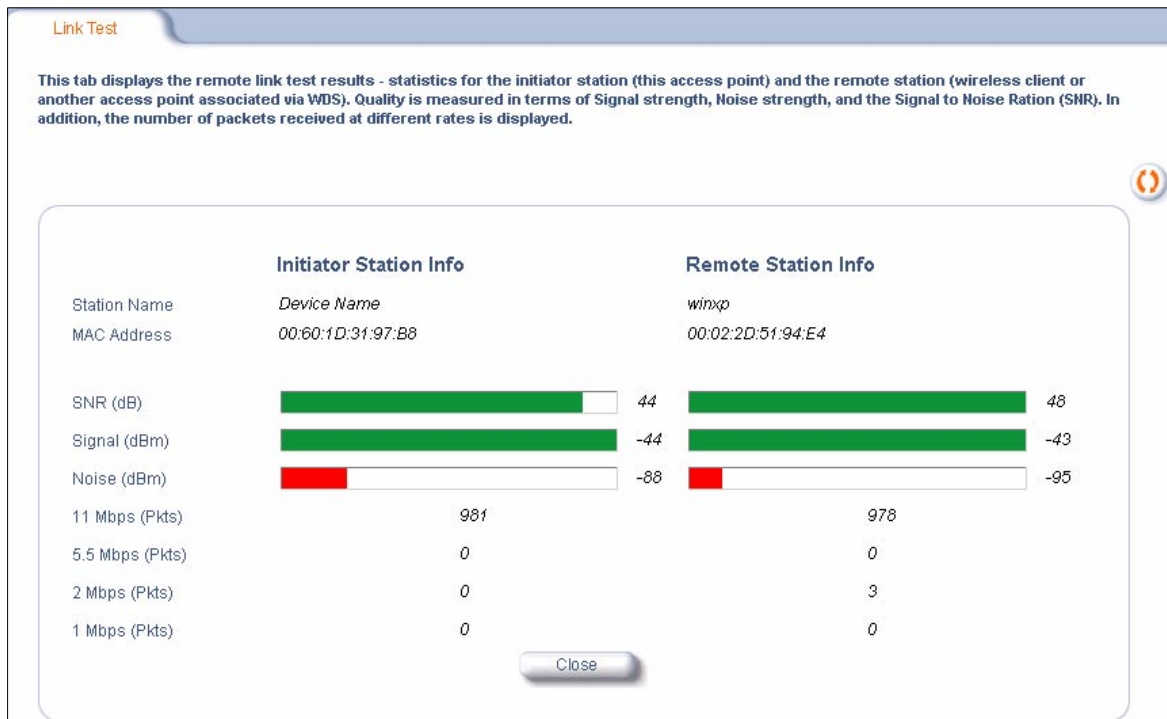 Link Test
This tab displays the remote link test results - statistics for the initiator station (this access point) and the remote station (wireless client or
another access point associated via WDS). Quality is measured in terms of Signal strength, Noise strength, and the Signal to Noise Ration (SNR). In
addition, the number of packets received at different rates is displayed.
Initiator Station Info Remote Station Info
Station Name Device Name winxp
MAC Address 00:60:1D:31:97:B8 00:02:2D:51:94:E4
SNR (dB) 44 48
Signal (dBm) -44 -43
Noise (dBm) -88 -95
11 Mbps (Pkts) 981 978
5.5 Mbps (Pkts) 0 0
2 Mbps (Pkts) 0 3
1 Mbps (Pkts) 0 0
Close